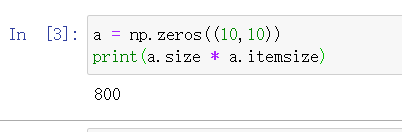 In [3]: a = np.zeros((10,10))
print(a.size * a.itemsize)
800